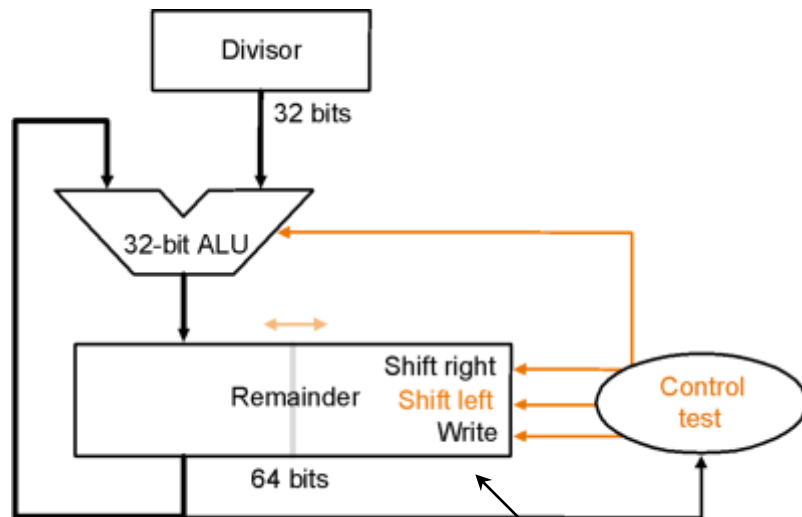 Divisor
32 bits
32-bit ALU
Shift right
Remainder
Shift left
Write
64 bits
Control
test